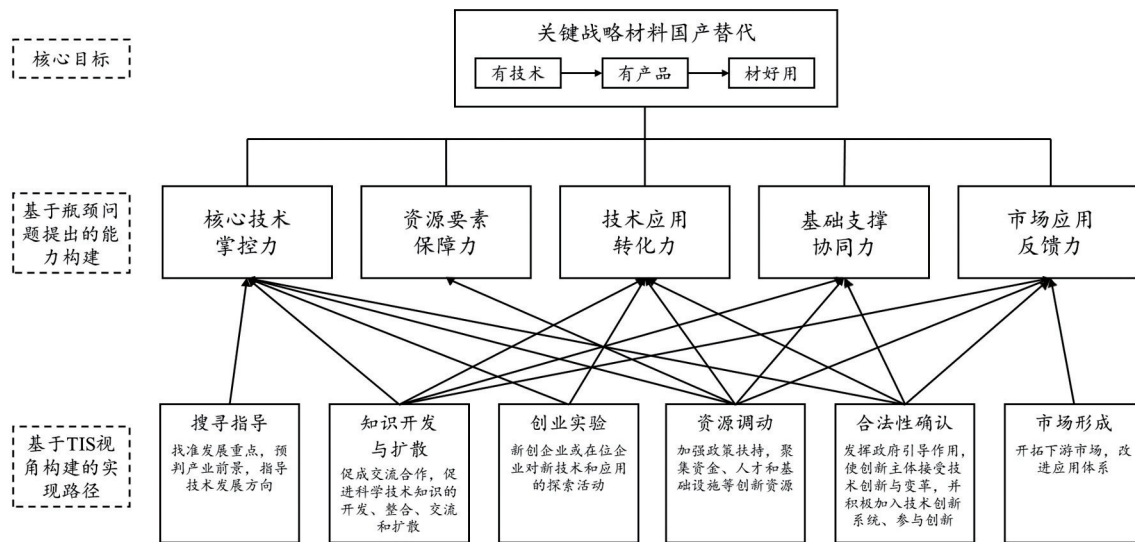 核心目标
关键战略材料国产替代
有技术
有产品
材好用
基于瓶颈问
题提出的能
力构建
核心技术
掌控力
资源要素
保障力
技术应用
转化力
基础支撑
协同力
市场应用
反馈力
基于TIS视
角构建的实
现路径
搜寻指导
找准发展重点，预
判产业前景，指导
技术发展方向
知识开发
与扩散
促成交流合作，促
进科学技术知识的
开发、整合、交流
和扩散
创业实验
新创企业或在位企
业对新技术和应用
的探索活动
资源调动
加强政策扶持，聚
集资金、人才和基
础设施等创新资源
合法性确认
发挥政府引导作用，
使创新主体接受技
术创新与变革，并
积极加入技术创新
系统、参与创新
市场形成
开拓下游市场，改
进应用体系